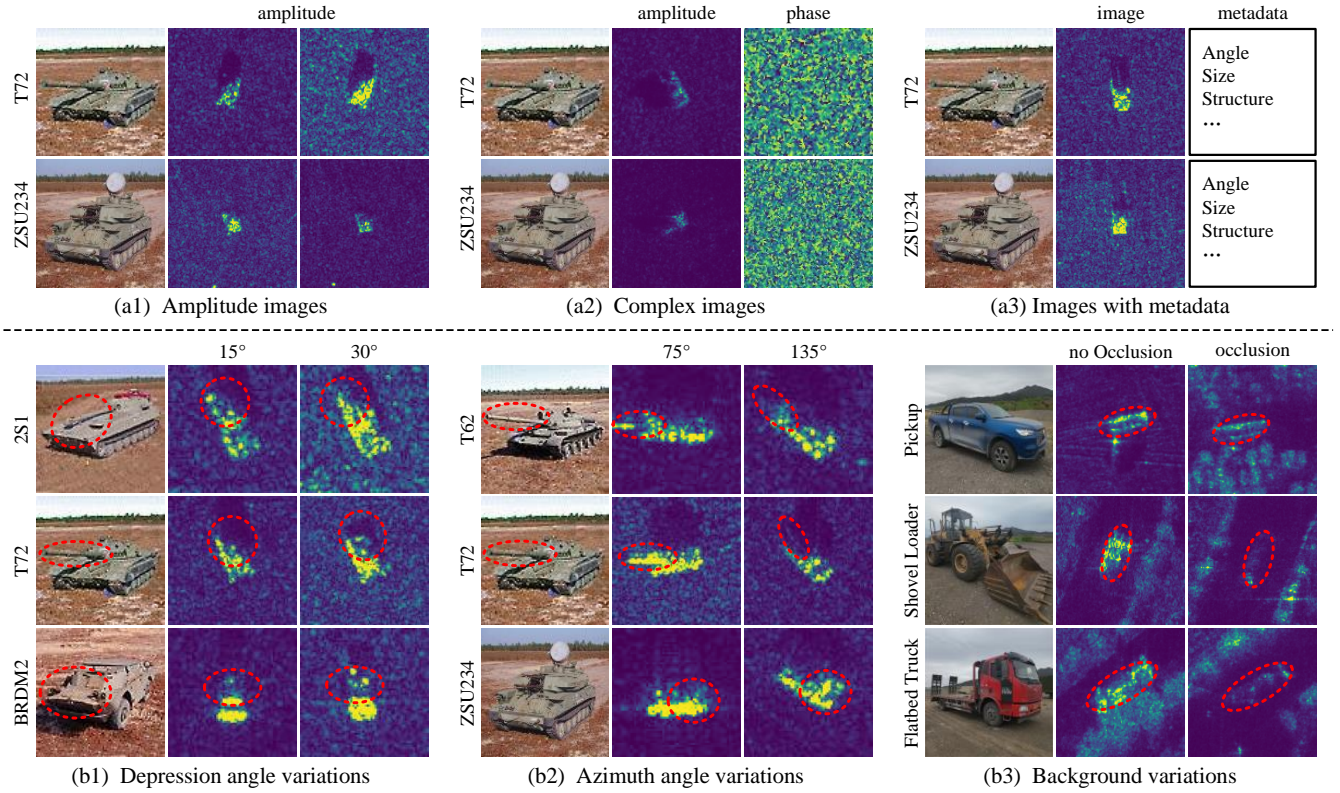 amplitude
amplitude
phase
image
metadata
T72
T72
T72
Angle
Size
Structure
...
ZSU234
ZSU234
ZSU234
Angle
Size
Structure
...
(a1) Amplitude images
(a2) Complex images
(a3) Images with metadata
15°
30°
75°
135°
no Occlusion
occlusion
2S1
T62
Pickup
T72
T72
Shovel Loader
BRDM2
ZSU234
Flatbed Truck
(b1) Depression angle variations
(b2) Azimuth angle variations
(b3) Background variations